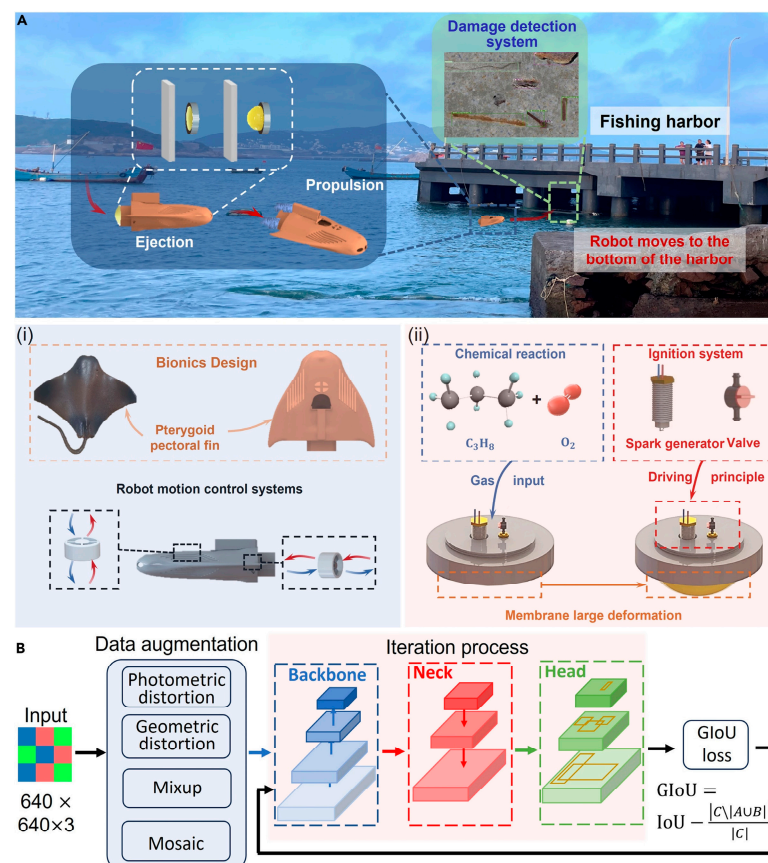 A
Damage detection
system
Fishing harbor
Propulsion
Ejection
Robot moves to the
bottom of the harbor
(i)
Bionics Design
Pterygoid
pectoral fin
Robot motion control systems
(ii)
Chemical reaction
+
C₃H₈
O₂
Ignition system
Spark generator Valve
Gas input
Driving principle
Membrane large deformation
B
Input
640 ×
640×3
Data augmentation
Photometric
distortion
Geometric
distortion
Mixup
Mosaic
Iteration process
Backbone
Neck
Head
GIoU
loss
GIoU =
IoU − |C\|A∪B| / |C|